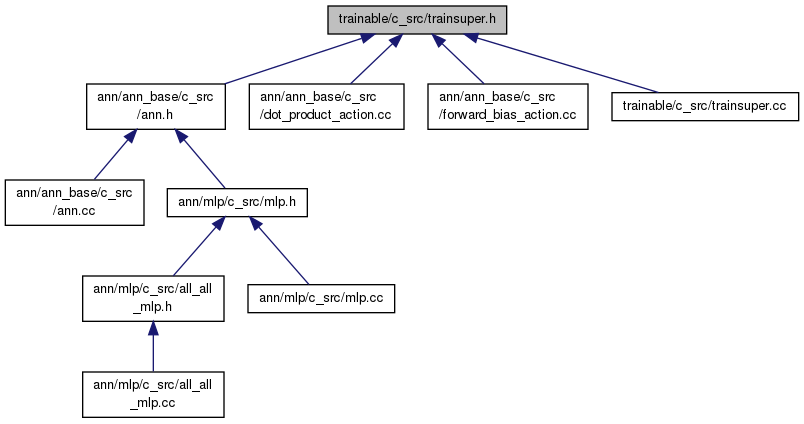 trainable/c_src/trainsuper.h
ann/ann_base/c_src
/ann.h
ann/ann_base/c_src
/dot_product_action.cc
ann/ann_base/c_src
/forward_bias_action.cc
trainable/c_src/trainsuper.cc
ann/ann_base/c_src
/ann.cc
ann/mlp/c_src/mlp.h
ann/mlp/c_src/all_all
_mlp.h
ann/mlp/c_src/mlp.cc
ann/mlp/c_src/all_all
_mlp.cc